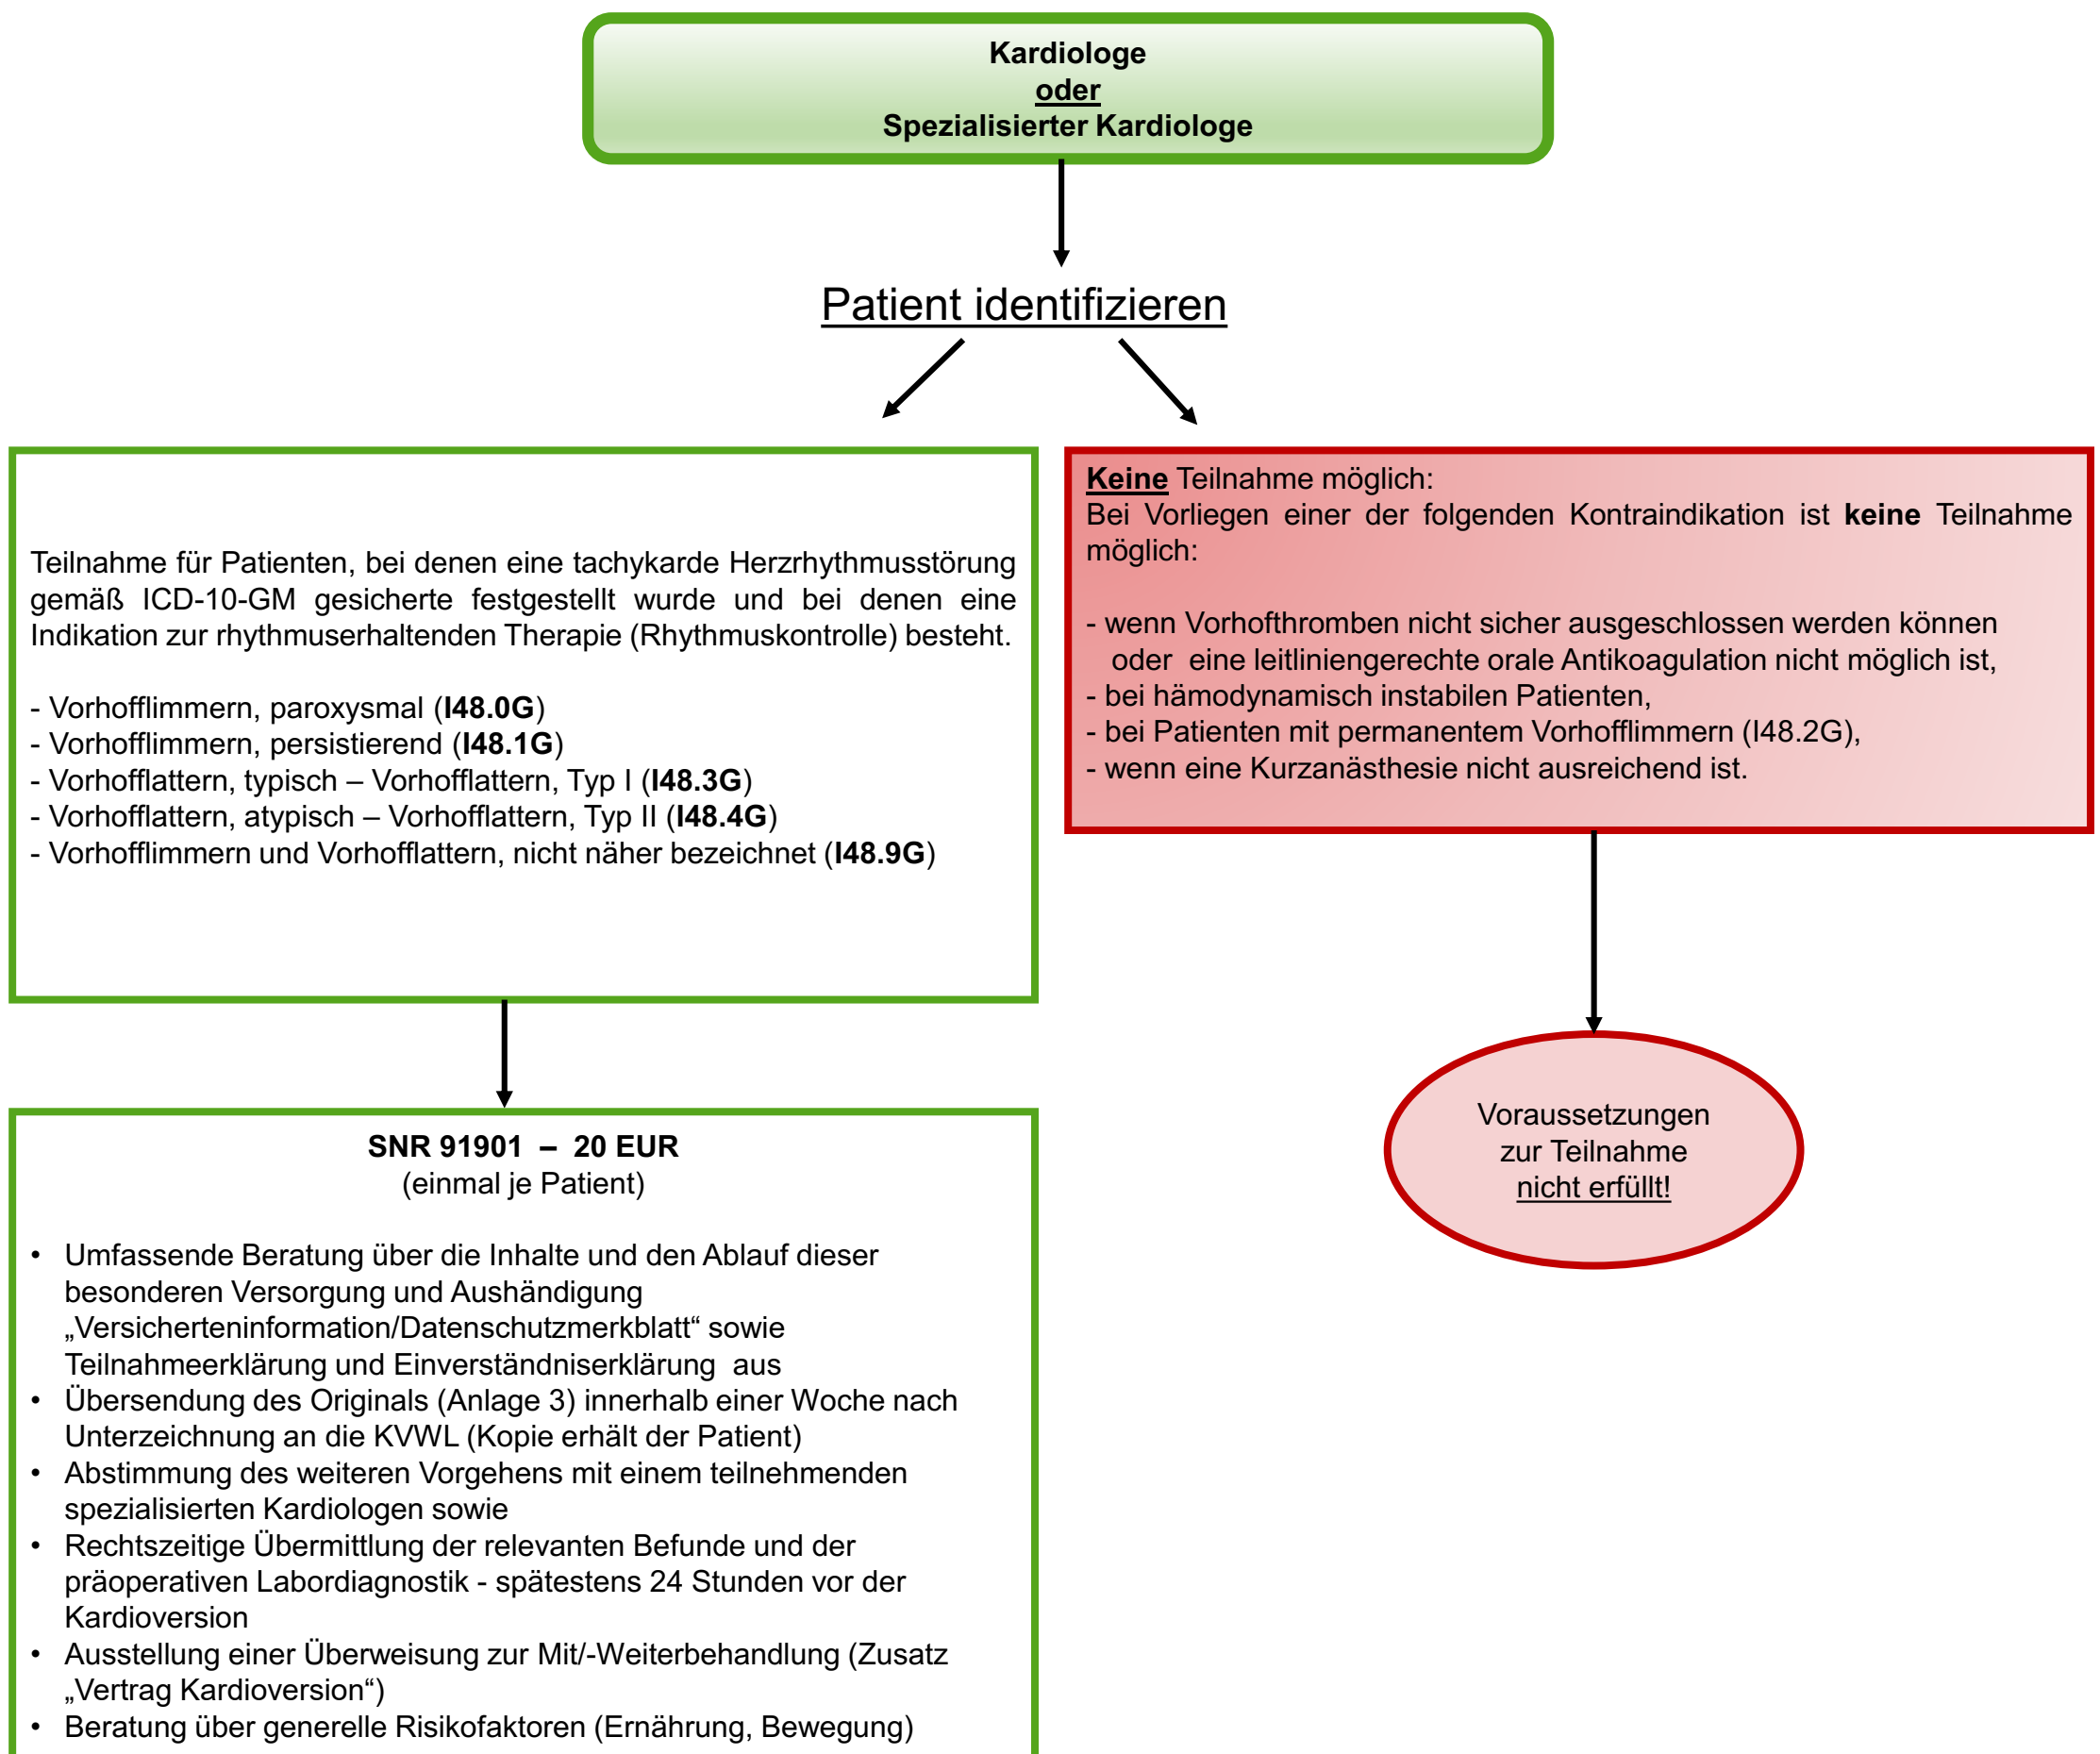 Kardiologe
oder
Spezialisierter Kardiologe
Patient identifizieren
Teilnahme für Patienten, bei denen eine tachykarde Herzrhythmusstörung
gemäß ICD-10-GM gesicherte festgestellt wurde und bei denen eine
Indikation zur rhythmuserhaltenden Therapie (Rhythmuskontrolle) besteht.
- Vorhofflimmern, paroxysmal (I48.0G)
- Vorhofflimmern, persistierend (I48.1G)
- Vorhofflattern, typisch – Vorhofflattern, Typ I (I48.3G)
- Vorhofflattern, atypisch – Vorhofflattern, Typ II (I48.4G)
- Vorhofflimmern und Vorhofflattern, nicht näher bezeichnet (I48.9G)
Keine Teilnahme möglich:
Bei Vorliegen einer der folgenden Kontraindikation ist keine Teilnahme
möglich:
- wenn Vorhofthromben nicht sicher ausgeschlossen werden können
oder eine leitliniengerechte orale Antikoagulation nicht möglich ist,
- bei hämodynamisch instabilen Patienten,
- bei Patienten mit permanentem Vorhofflimmern (I48.2G),
- wenn eine Kurzanästhesie nicht ausreichend ist.
SNR 91901 – 20 EUR
(einmal je Patient)
• Umfassende Beratung über die Inhalte und den Ablauf dieser
besonderen Versorgung und Aushändigung
„Versicherteninformation/Datenschutzmerkblatt“ sowie
Teilnahmeerklärung und Einverständniserklärung aus
• Übersendung des Originals (Anlage 3) innerhalb einer Woche nach
Unterzeichnung an die KVWL (Kopie erhält der Patient)
• Abstimmung des weiteren Vorgehens mit einem teilnehmenden
spezialisierten Kardiologen sowie
• Rechtszeitige Übermittlung der relevanten Befunde und der
präoperativen Labordiagnostik - spätestens 24 Stunden vor der
Kardioversion
• Ausstellung einer Überweisung zur Mit/-Weiterbehandlung (Zusatz
„Vertrag Kardioversion“)
• Beratung über generelle Risikofaktoren (Ernährung, Bewegung)
Voraussetzungen
zur Teilnahme
nicht erfüllt!